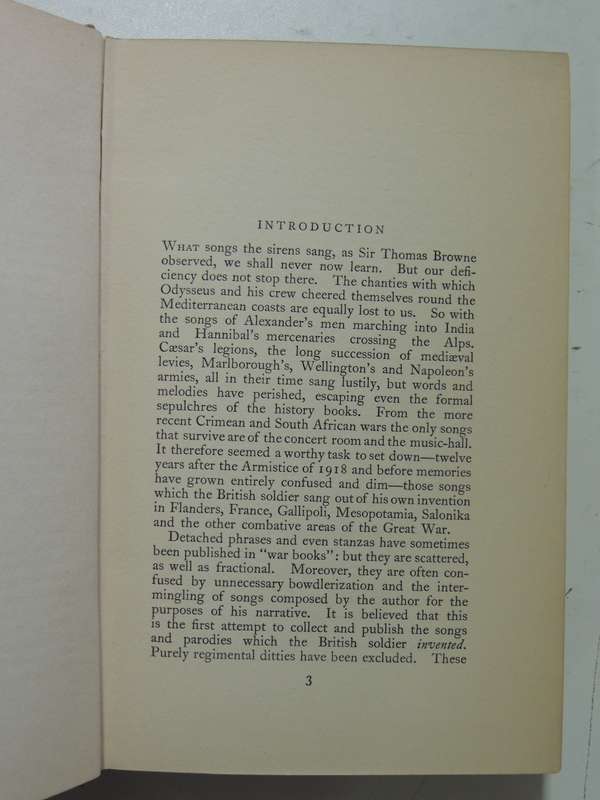 INTRODUCTION
WHAT songs the sirens sang, as Sir Thomas Browne
observed, we shall never now learn. But our defi-
ciency does not stop there. The chanties with which
Odysseus and his crew cheered themselves round the
Mediterranean coasts are equally lost to us. So with
the songs of Alexander's men marching into India
and Hannibal's mercenaries crossing the Alps.
Cæsar's legions, the long succession of mediæval
levies, Marlborough's, Wellington's and Napoleon's
armies, all in their time sang lustily, but words and
melodies have perished, escaping even the formal
sepulchres of the history books. From the more
recent Crimean and South African wars the only songs
that survive are of the concert room and the music-hall.
It therefore seemed a worthy task to set down—twelve
years after the Armistice of 1918 and before memories
have grown entirely confused and dim—those songs
which the British soldier sang out of his own invention
in Flanders, France, Gallipoli, Mesopotamia, Salonika
and the other combative areas of the Great War.
Detached phrases and even stanzas have sometimes
been published in "war books": but they are scattered,
as well as fractional. Moreover, they are often con-
fused by unnecessary bowdlerization and the inter-
mingling of songs composed by the author for the
purposes of his narrative. It is believed that this
is the first attempt to collect and publish the songs
and parodies which the British soldier invented.
Purely regimental ditties have been excluded. These
3